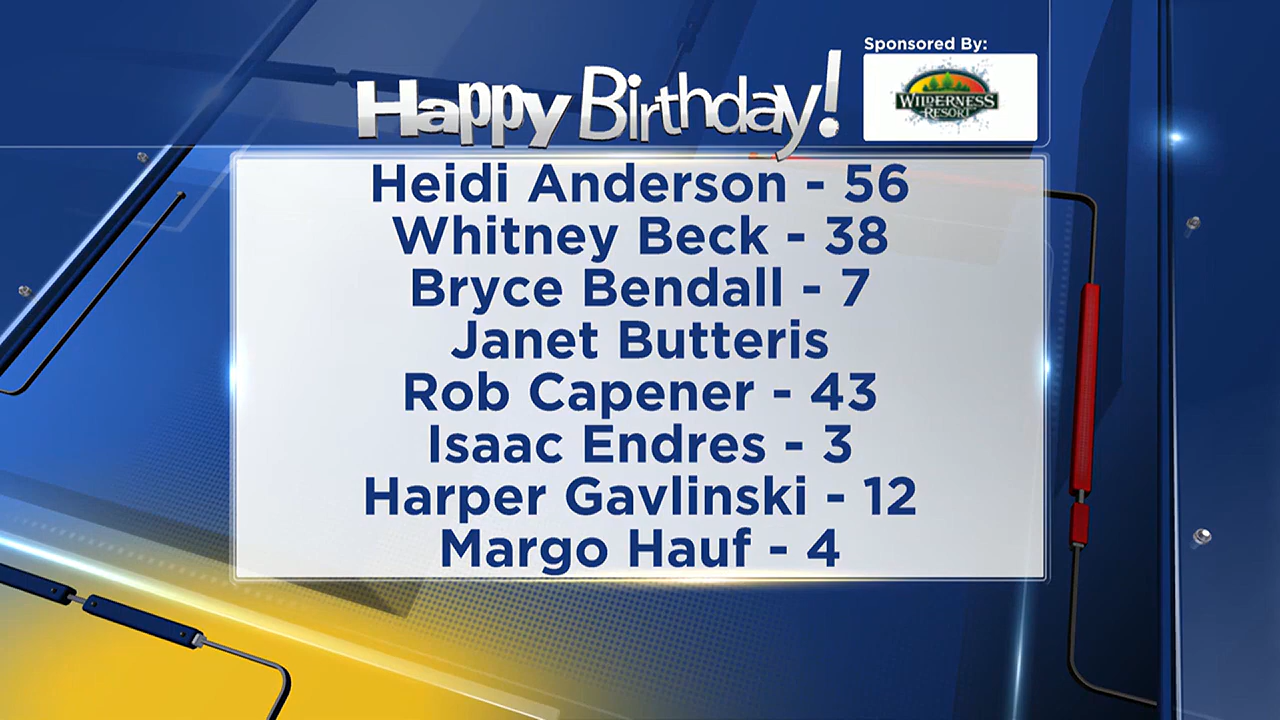 Happy Birthday!
Sponsored By:
WILDERNESS
RESORT
Heidi Anderson - 56
Whitney Beck - 38
Bryce Bendall - 7
Janet Butteris
Rob Capener - 43
Isaac Endres - 3
Harper Gavlinski - 12
Margo Hauf - 4